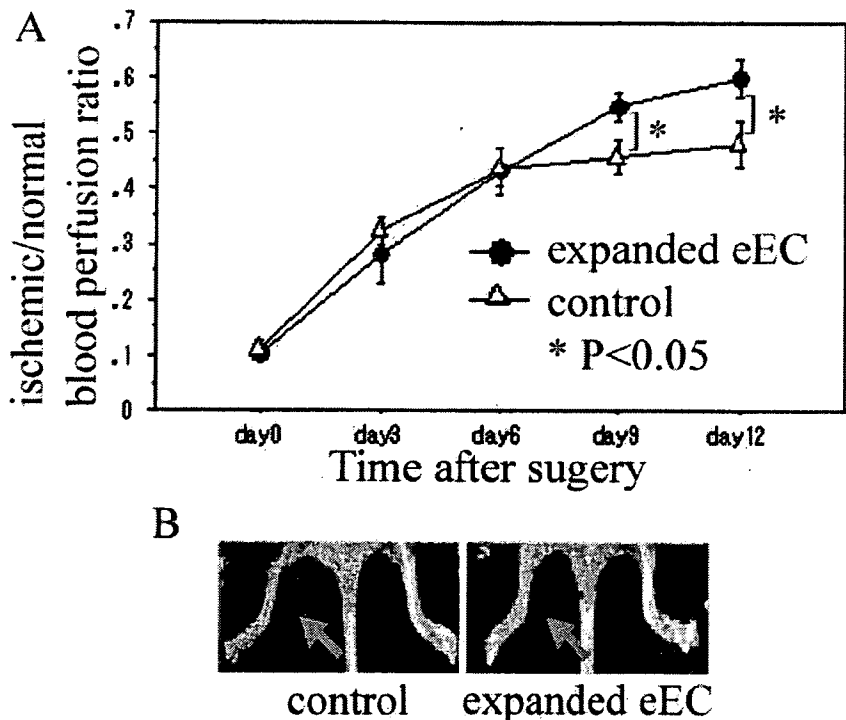 A
ischemic/normal
blood perfusion ratio
.7
.6
.5
.4
.3
.2
.1
0
*
*
expanded eEC
control
* P<0.05
day0 day3 day6 day9 day12
Time after sugery
B
control expanded eEC